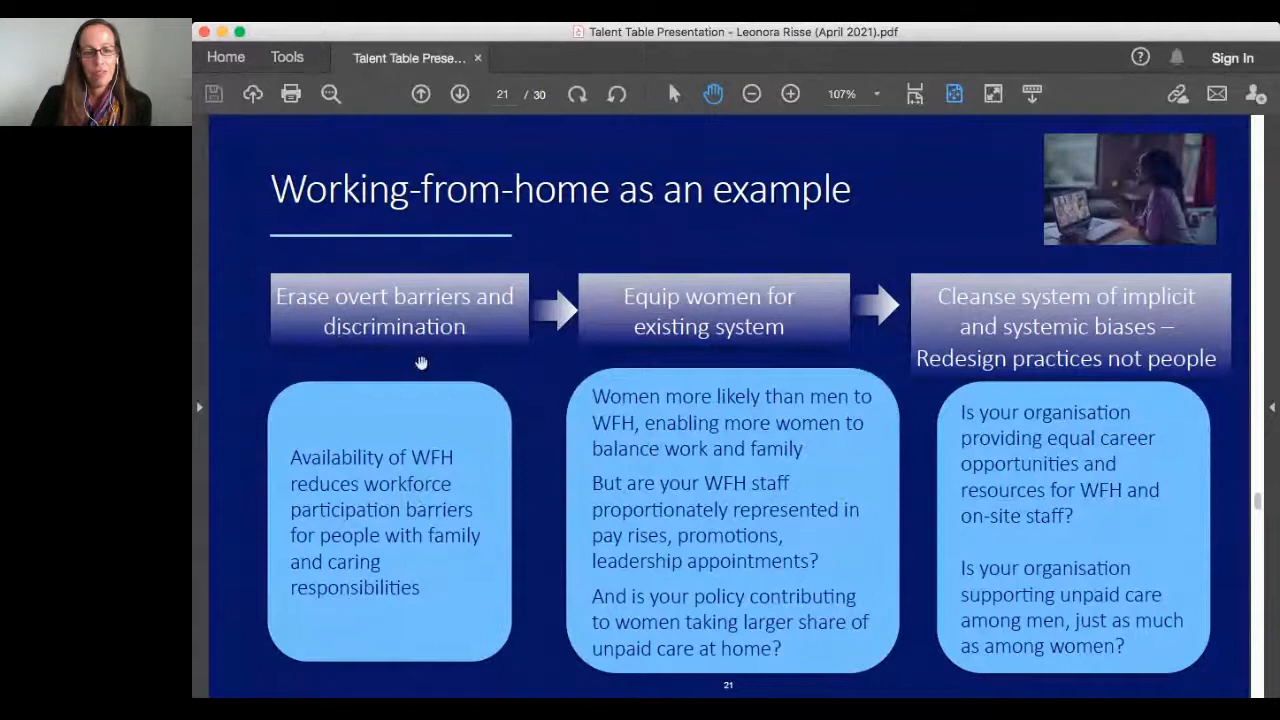 Talent Table Presentation - Leonora Risse (April 2021).pdf
Home
Tools
Talent Table Prese...
×
Sign In
21 / 30
107%
Working-from-home as an example
Erase overt barriers and
discrimination
Equip women for
existing system
Cleanse system of implicit
and systemic biases –
Redesign practices not people
Availability of WFH
reduces workforce
participation barriers
for people with family
and caring
responsibilities
Women more likely than men to
WFH, enabling more women to
balance work and family
But are your WFH staff
proportionately represented in
pay rises, promotions,
leadership appointments?
And is your policy contributing
to women taking larger share of
unpaid care at home?
Is your organisation
providing equal career
opportunities and
resources for WFH and
on-site staff?
Is your organisation
supporting unpaid care
among men, just as much
as among women?
21